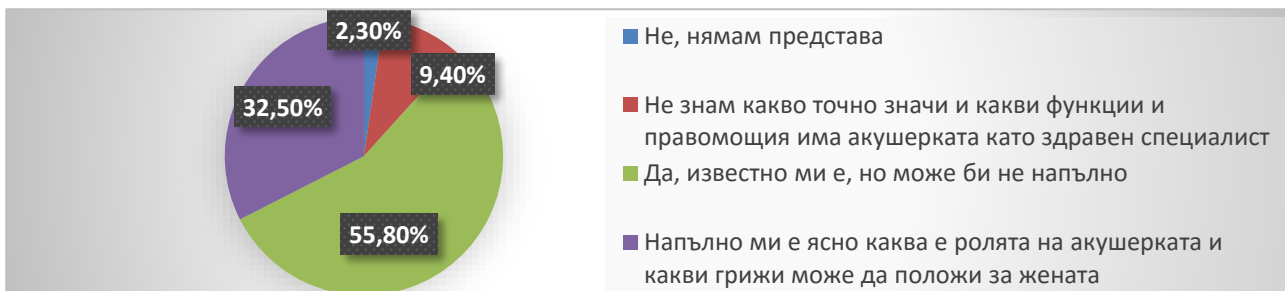 2,30%
9,40%
32,50%
55,80%
Не, нямам представа
Не знам какво точно значи и какви функции и
правомощия има акушерката като здравен специалист
Да, известно ми е, но може би не напълно
Напълно ми е ясно каква е ролята на акушерката и
какви грижи може да положи за жената